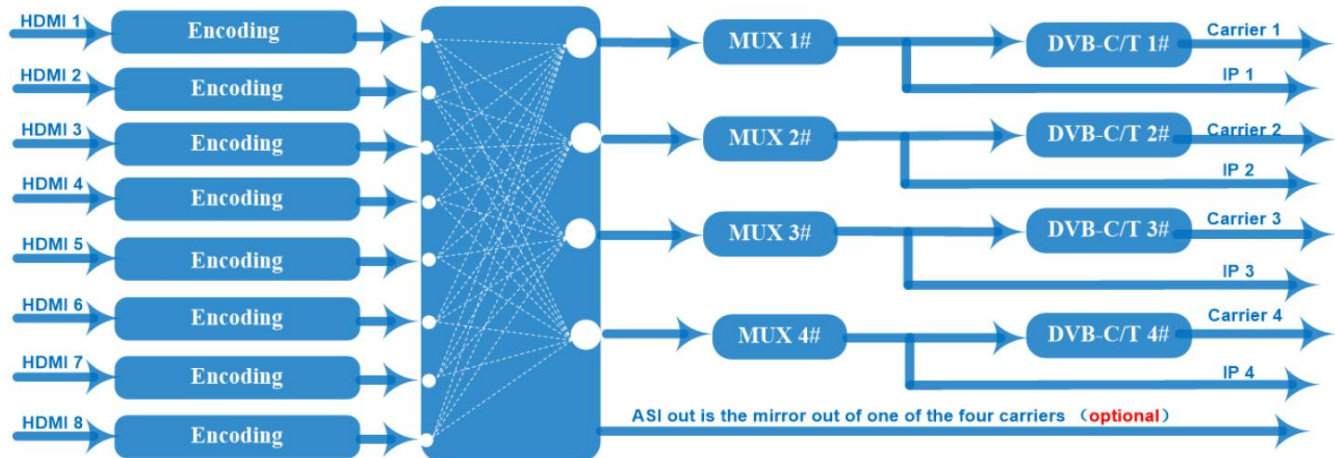 HDMI 1
Encoding
HDMI 2
Encoding
HDMI 3
Encoding
HDMI 4
Encoding
HDMI 5
Encoding
HDMI 6
Encoding
HDMI 7
Encoding
HDMI 8
Encoding
MUX 1#
DVB-C/T 1#
Carrier 1
IP 1
MUX 2#
DVB-C/T 2#
Carrier 2
IP 2
MUX 3#
DVB-C/T 3#
Carrier 3
IP 3
MUX 4#
DVB-C/T 4#
Carrier 4
IP 4
ASI out is the mirror out of one of the four carriers （optional）